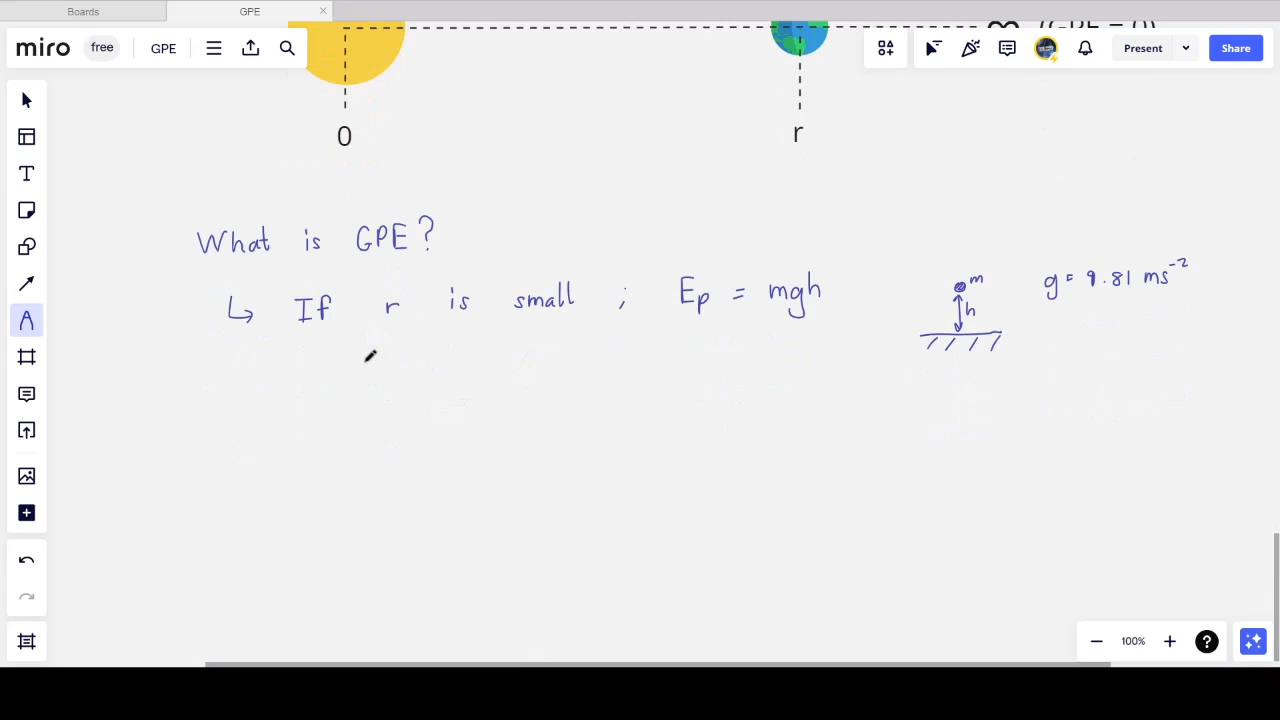 Boards
GPE
miro free GPE
Present
Share
0
r
What is GPE?
If r is small ; Ep = mgh
m
h
g = 9.81 ms⁻²
100%
?